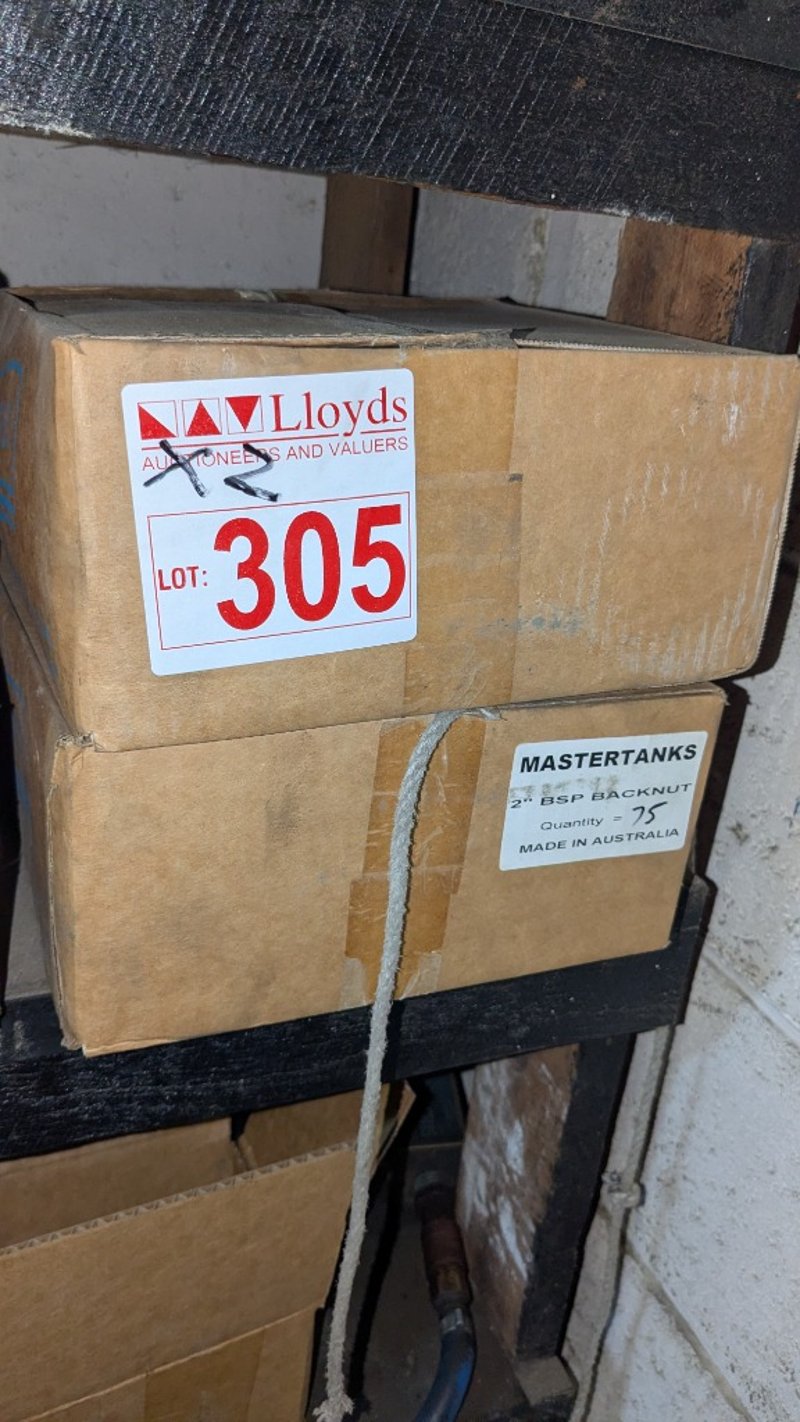 Lloyds
AUCTIONEERS AND VALUERS
X2
LOT: 305
MASTERTANKS
2" BSP BACKNUT
Quantity = 75
MADE IN AUSTRALIA